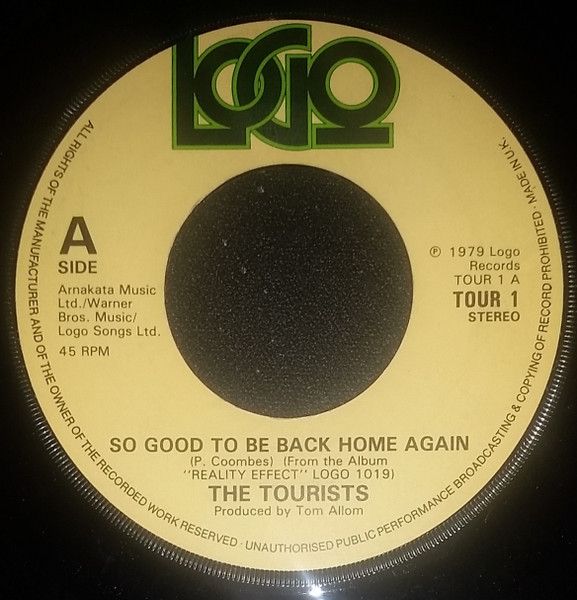 LOGO
A
SIDE
Arnakata Music
Ltd./Warner
Bros. Music/
Logo Songs Ltd.
45 RPM
℗ 1979 Logo
Records
TOUR 1 A
TOUR 1
STEREO
SO GOOD TO BE BACK HOME AGAIN
(P. Coombes) (From the Album
"REALITY EFFECT" LOGO 1019)
THE TOURISTS
Produced by Tom Allom
ALL RIGHTS OF THE MANUFACTURER AND OF THE OWNER OF THE RECORDED WORK RESERVED · UNAUTHORISED PUBLIC PERFORMANCE BROADCASTING & COPYING OF RECORD PROHIBITED · MADE IN U.K.